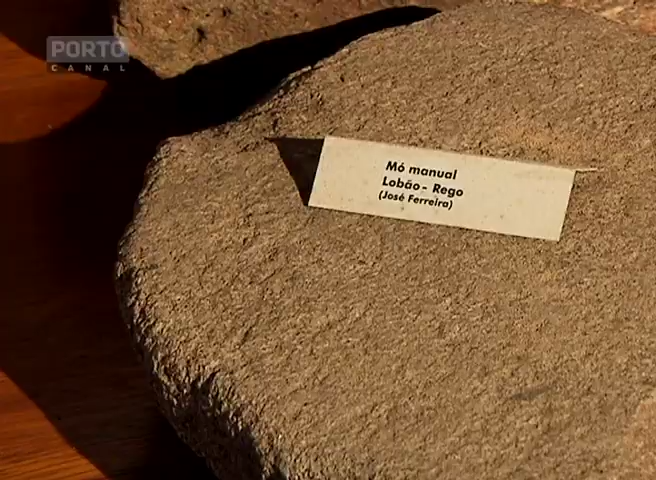 PORTO
CANAL
Mó manual
Lobão - Rego
(José Ferreira)